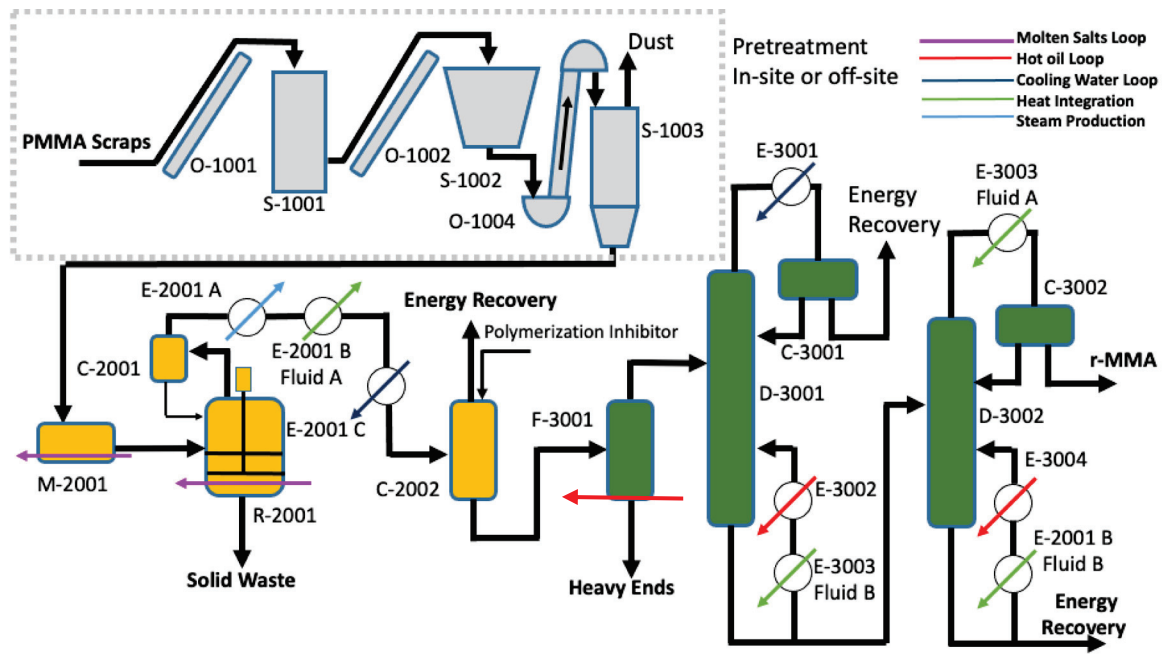 Dust
Pretreatment
In-site or off-site
Molten Salts Loop
Hot oil Loop
Cooling Water Loop
Heat Integration
Steam Production
PMMA Scraps
O-1001
S-1001
O-1002
S-1002
O-1004
S-1003
E-3001
Energy
Recovery
E-3003
Fluid A
C-3001
C-3002
r-MMA
D-3001
D-3002
E-2001 A
E-2001 B
Fluid A
C-2001
E-2001 C
Energy Recovery
Polymerization Inhibitor
F-3001
M-2001
R-2001
C-2002
Solid Waste
Heavy Ends
E-3002
E-3003
Fluid B
E-3004
E-2001 B
Fluid B
Energy
Recovery